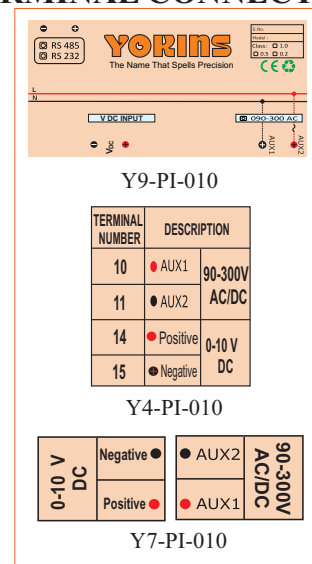 RMINAL CONNECT
RS 485
RS 232
YOKINS
The Name That Spells Precision
S.No.
Model :
Class: 1.0
0.5 0.2
CE
L
N
V DC INPUT
090-300 AC
VDC
AUX1
AUX2
Y9-PI-010
TERMINAL NUMBER DESCRIPTION
10 AUX1
11 AUX2
90-300V AC/DC
14 Positive
15 Negative
0-10 V DC
Y4-PI-010
0-10 V DC
Negative
Positive
AUX2
AUX1
90-300V AC/DC
Y7-PI-010